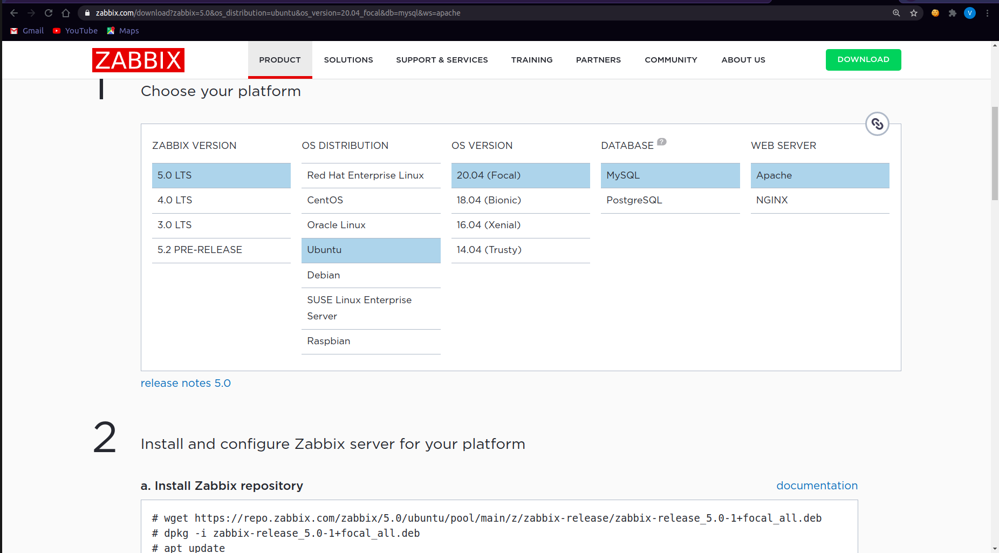 zabbix.com/download?zabbix=5.0&os_distribution=ubuntu&os_version=20.04_focal&db=mysql&ws=apache
V
Gmail YouTube Maps
ZABBIX PRODUCT SOLUTIONS SUPPORT & SERVICES TRAINING PARTNERS COMMUNITY ABOUT US DOWNLOAD
1 Choose your platform
ZABBIX VERSION OS DISTRIBUTION OS VERSION DATABASE ? WEB SERVER
5.0 LTS Red Hat Enterprise Linux 20.04 (Focal) MySQL Apache
4.0 LTS CentOS 18.04 (Bionic) PostgreSQL NGINX
3.0 LTS Oracle Linux 16.04 (Xenial)
5.2 PRE-RELEASE Ubuntu 14.04 (Trusty)
Debian
SUSE Linux Enterprise
Server
Raspbian
release notes 5.0
2 Install and configure Zabbix server for your platform
a. Install Zabbix repository documentation
# wget https://repo.zabbix.com/zabbix/5.0/ubuntu/pool/main/z/zabbix-release/zabbix-release_5.0-1+focal_all.deb
# dpkg -i zabbix-release_5.0-1+focal_all.deb
# apt update